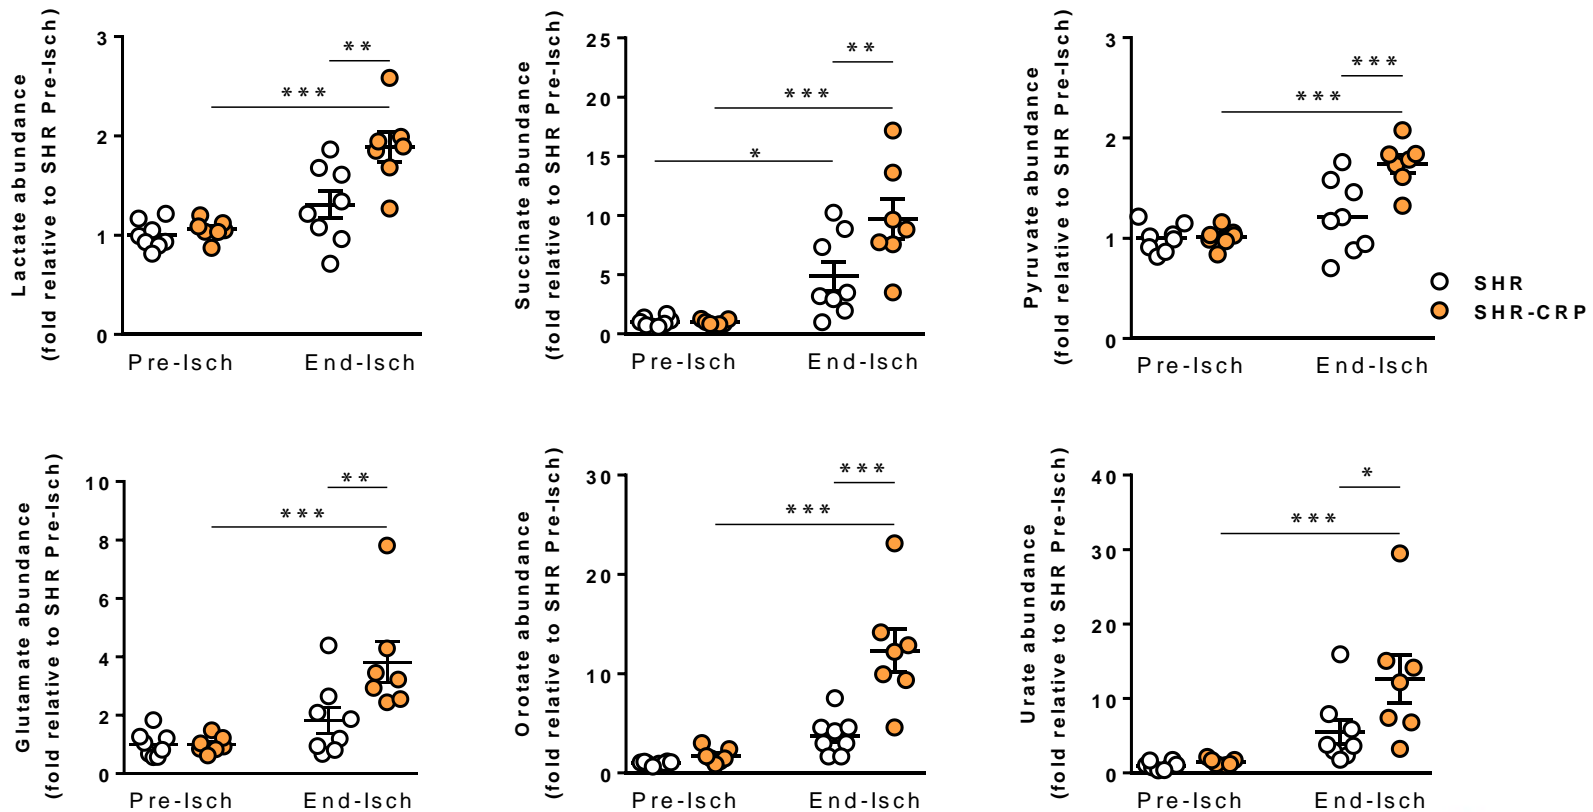 Lactate abundance
(fold relative to SHR Pre-Isch)
3
2
1
0
***
**
Pre-Isch
End-Isch
Succinate abundance
(fold relative to SHR Pre-Isch)
25
20
15
10
5
0
*
***
**
Pre-Isch
End-Isch
Pyruvate abundance
(fold relative to SHR Pre-Isch)
3
2
1
0
***
***
Pre-Isch
End-Isch
SHR
SHR-CRP
Glutamate abundance
(fold relative to SHR Pre-Isch)
10
8
6
4
2
0
***
**
Pre-Isch
End-Isch
Orotate abundance
(fold relative to SHR Pre-Isch)
30
20
10
0
***
***
Pre-Isch
End-Isch
Urate abundance
(fold relative to SHR Pre-Isch)
40
30
20
10
0
***
*
Pre-Isch
End-Isch